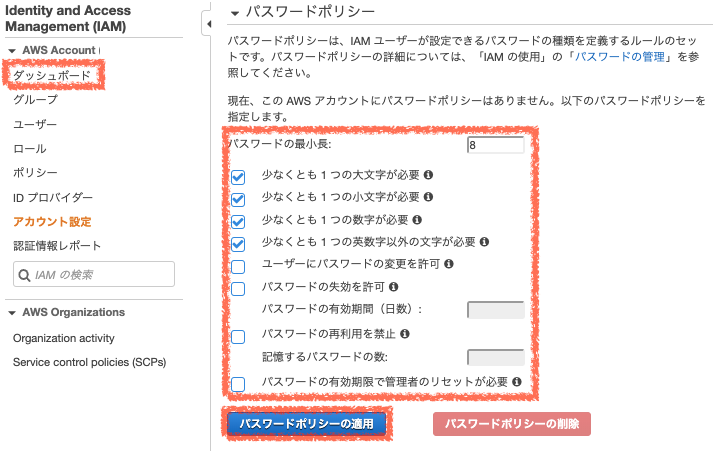 Identity and Access
Management (IAM)
AWS Account (
ダッシュボード
グループ
ユーザー
ロール
ポリシー
ID プロバイダー
アカウント設定
認証情報レポート
IAM の検索
AWS Organizations
Organization activity
Service control policies (SCPs)
パスワードポリシー
パスワードポリシーは、IAM ユーザーが設定できるパスワードの種類を定義するルールのセッ
トです。パスワードポリシーの詳細については、「IAM の使用」の「パスワードの管理」を参
照してください。
現在、この AWS アカウントにパスワードポリシーはありません。以下のパスワードポリシーを
指定します。
パスワードの最小長: 8
少なくとも 1 つの大文字が必要
少なくとも 1 つの小文字が必要
少なくとも 1 つの数字が必要
少なくとも 1 つの英数字以外の文字が必要
ユーザーにパスワードの変更を許可
パスワードの失効を許可
パスワードの有効期間（日数）:
パスワードの再利用を禁止
記憶するパスワードの数:
パスワードの有効期限で管理者のリセットが必要
パスワードポリシーの適用 パスワードポリシーの削除